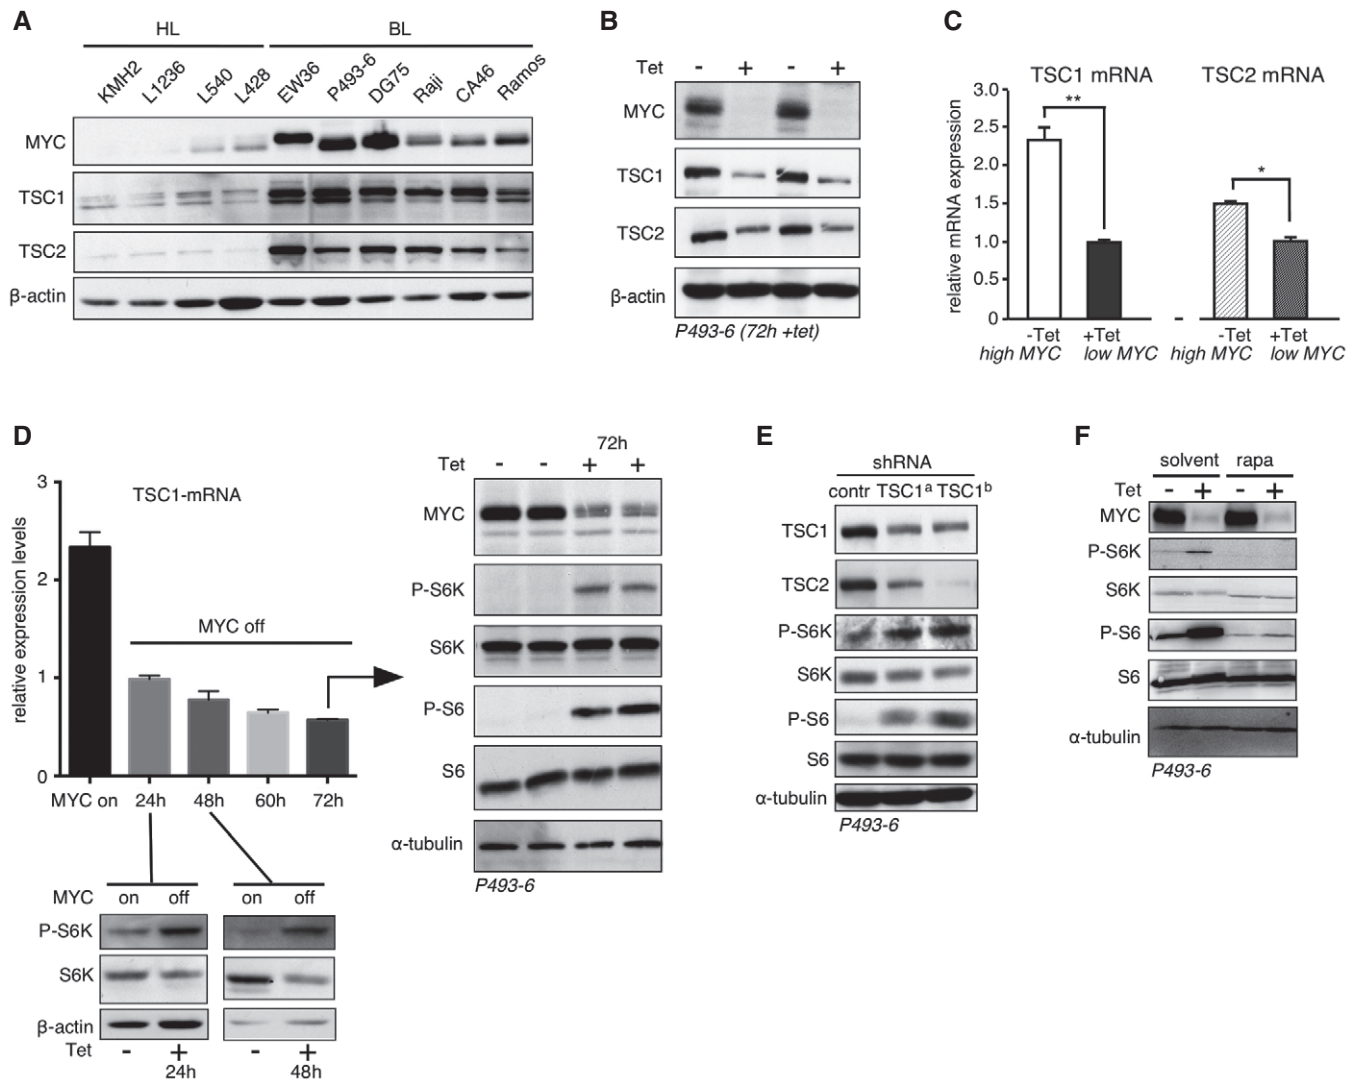 A
HL BL
KMH2 L1236 L540 L428 EW36 P493-6 DG75 Raji CA46 Ramos
MYC
TSC1
TSC2
β-actin
B
Tet - + - +
MYC
TSC1
TSC2
β-actin
P493-6 (72h +tet)
C
TSC1 mRNA TSC2 mRNA
relative mRNA expression
3.0
2.5
2.0
1.5
1.0
0.5
0
**
*
-
-Tet +Tet -Tet +Tet
high MYC low MYC high MYC low MYC
D
TSC1-mRNA
relative expression levels
3
2
1
0
MYC off
MYC on 24h 48h 60h 72h
MYC on off on off
P-S6K
S6K
β-actin
Tet - + - +
24h 48h
72h
Tet - - + +
MYC
P-S6K
S6K
P-S6
S6
α-tubulin
P493-6
E
shRNA
contr TSC1a TSC1b
TSC1
TSC2
P-S6K
S6K
P-S6
S6
α-tubulin
P493-6
F
solvent rapa
Tet - + - +
MYC
P-S6K
S6K
P-S6
S6
α-tubulin
P493-6